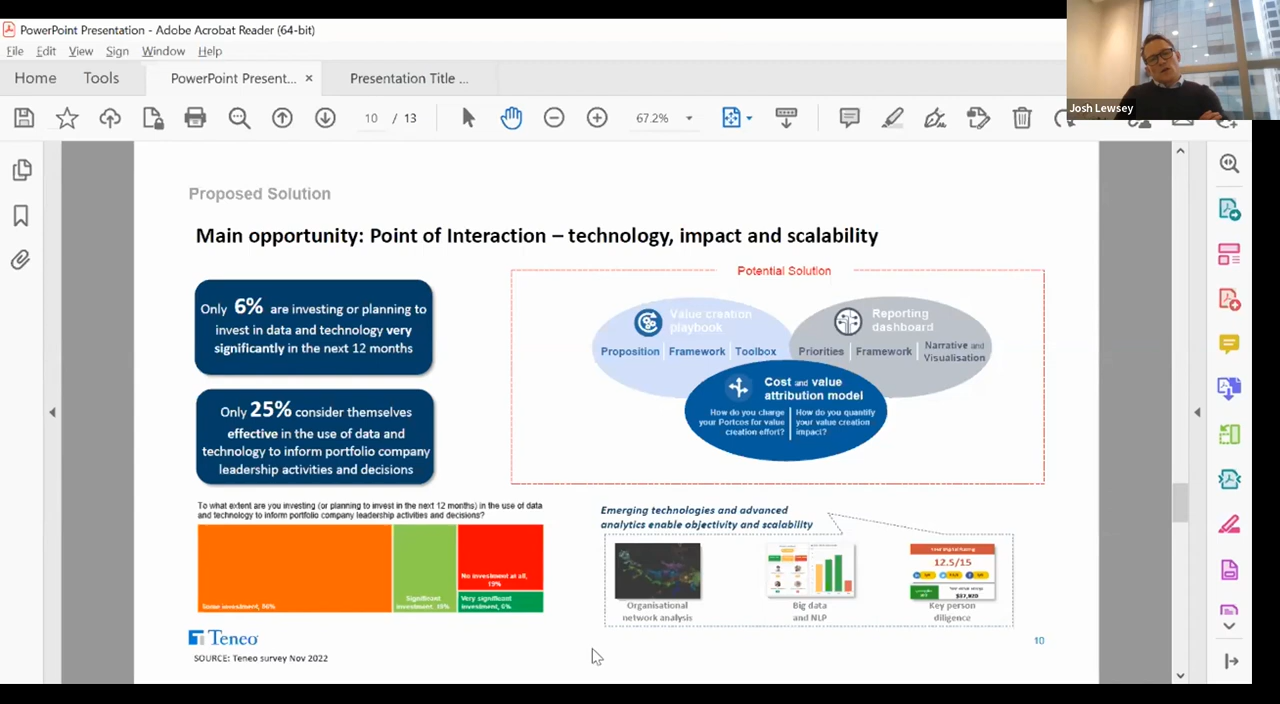 PowerPoint Presentation - Adobe Acrobat Reader (64-bit)
File Edit View Sign Window Help
Home Tools PowerPoint Present... × Presentation Title ...
10 / 13 67.2%
Josh Lewsey
Proposed Solution
Main opportunity: Point of Interaction – technology, impact and scalability
Only 6% are investing or planning to
invest in data and technology very
significantly in the next 12 months
Only 25% consider themselves
effective in the use of data and
technology to inform portfolio company
leadership activities and decisions
Potential Solution
Value creation
playbook
Proposition Framework Toolbox
Reporting
dashboard
Priorities Framework Narrative and
Visualisation
Cost and value
attribution model
How do you charge
your Portcos for value
creation effort?
How do you quantify
your value creation
impact?
To what extent are you investing (or planning to invest in the next 12 months) in the use of data
and technology to inform portfolio company leadership activities and decisions?
Some investment,
Significant
investment,
No investment at all,
19%
Very significant
investment, 6%
Emerging technologies and advanced
analytics enable objectivity and scalability
12.5/15
$37,920
Organisational
network analysis
Big data
and NLP
Key person
diligence
Teneo
SOURCE: Teneo survey Nov 2022
10